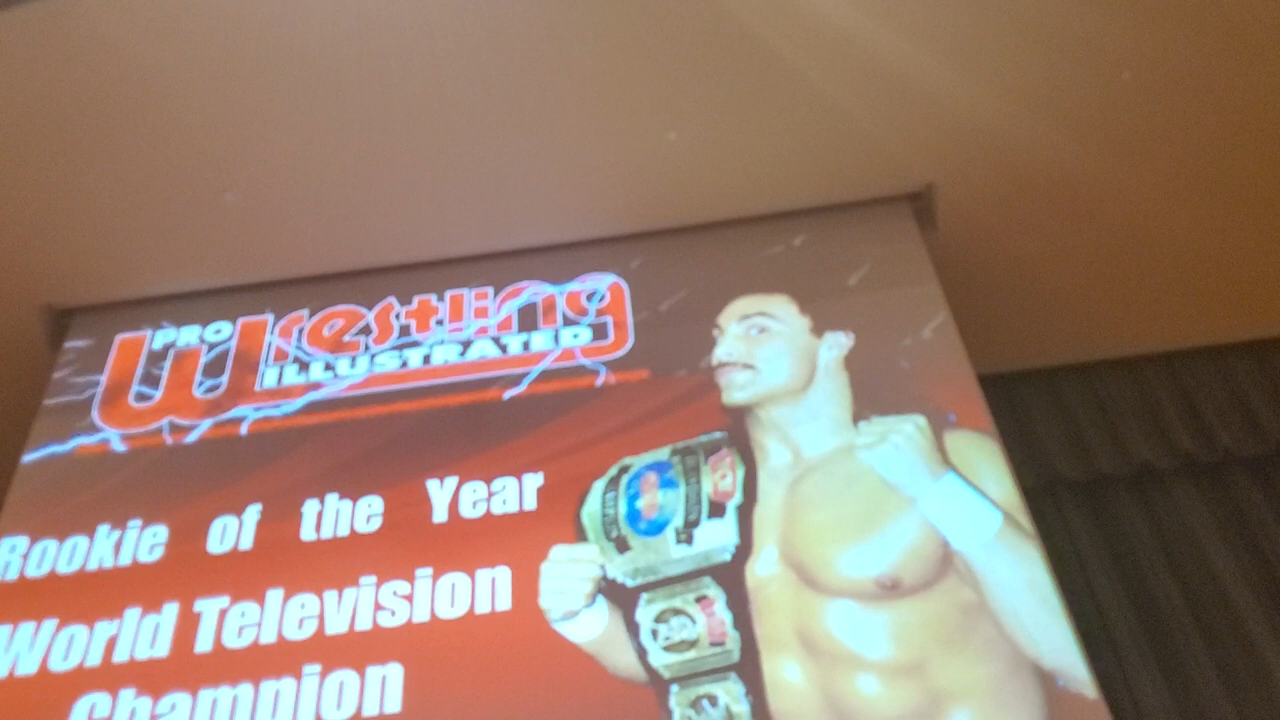 PRO
Wrestling
ILLUSTRATED
Rookie of the Year
World Television
Champion